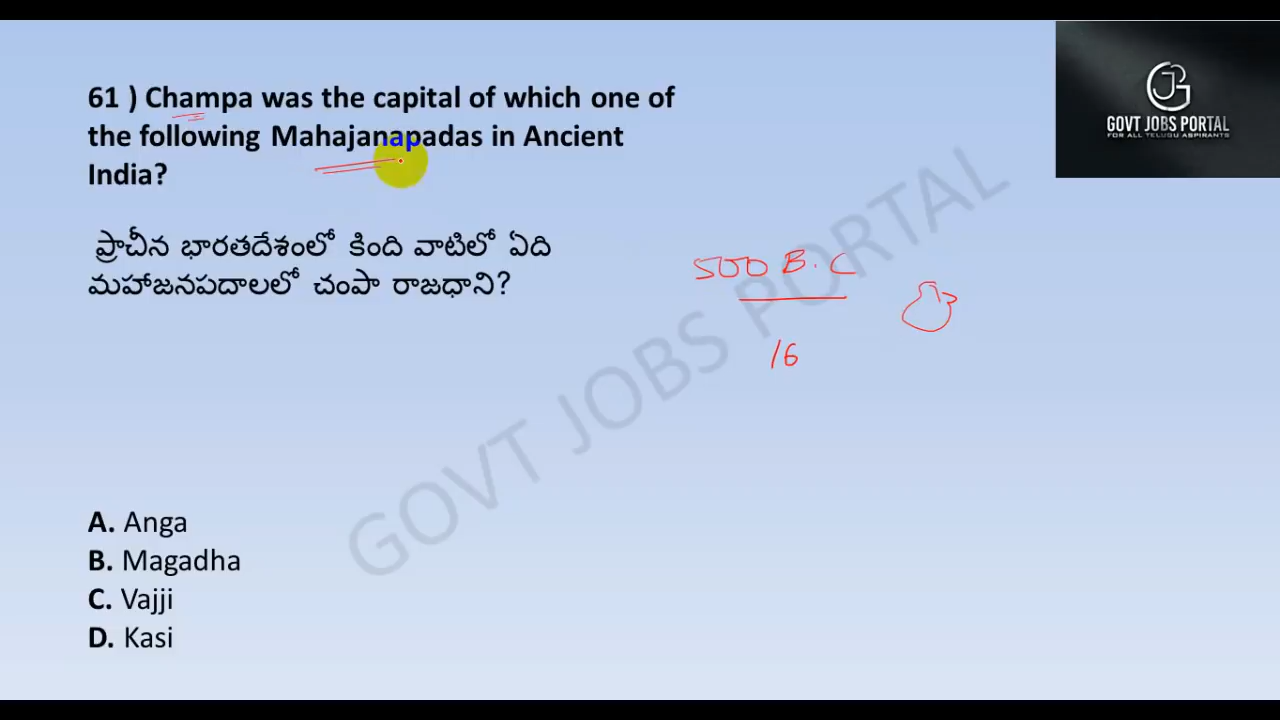 61 ) Champa was the capital of which one of
the following Mahajanapadas in Ancient
India?
ప్రాచీన భారతదేశంలో కింది వాటిలో ఏది
మహాజనపదాలలో చంపా రాజధాని?
500 B.C
16
A. Anga
B. Magadha
C. Vajji
D. Kasi
GJ
GOVT JOBS PORTAL
FOR ALL TELUGU ASPIRANTS
GOVT JOBS PORTAL